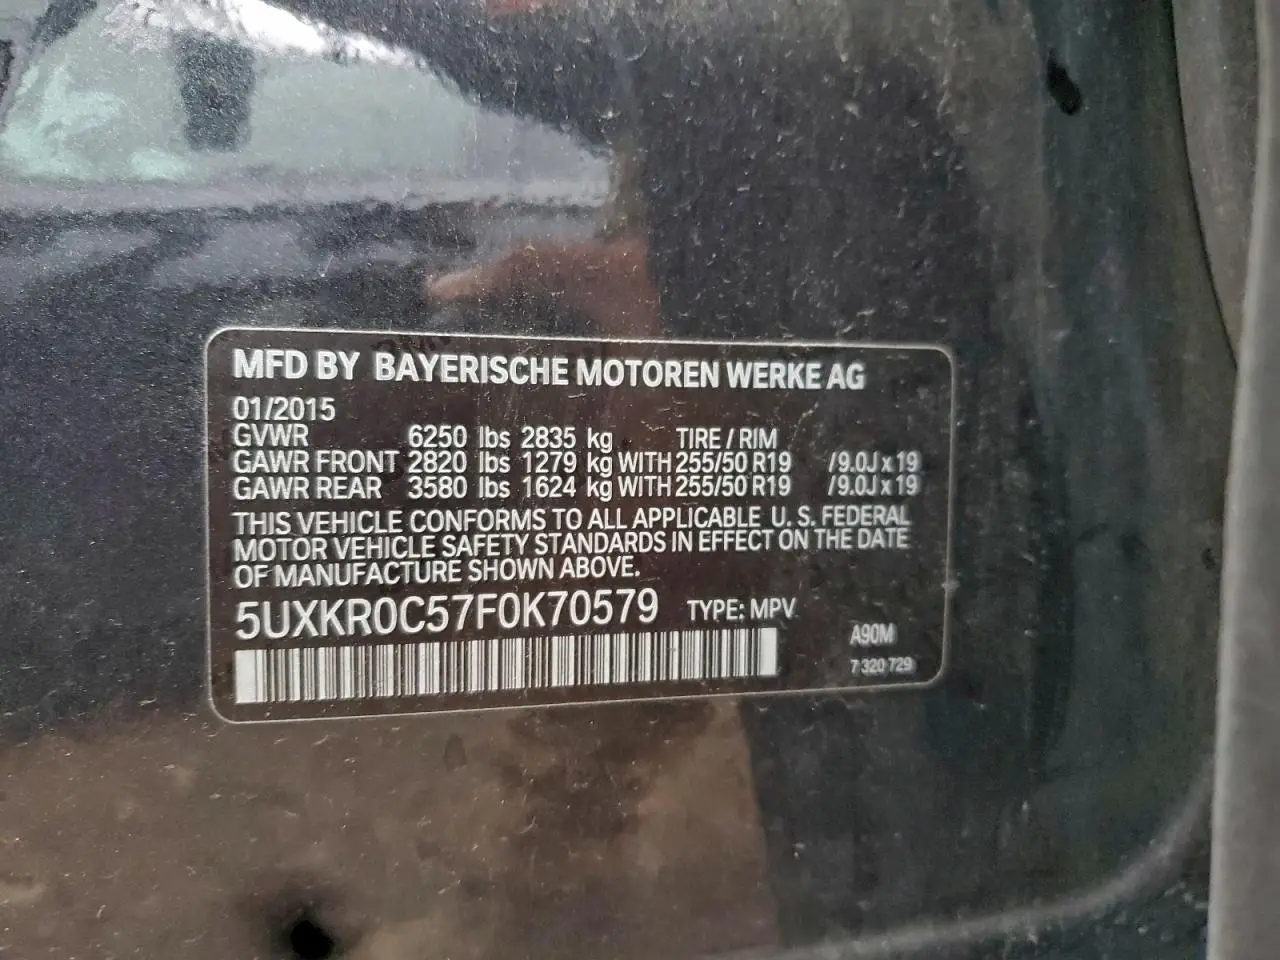 MFD BY BAYERISCHE MOTOREN WERKE AG
01/2015
GVWR 6250 lbs 2835 kg TIRE / RIM
GAWR FRONT 2820 lbs 1279 kg WITH 255/50 R19 /9.0J x 19
GAWR REAR 3580 lbs 1624 kg WITH 255/50 R19 /9.0J x 19
THIS VEHICLE CONFORMS TO ALL APPLICABLE U.S. FEDERAL
MOTOR VEHICLE SAFETY STANDARDS IN EFFECT ON THE DATE
OF MANUFACTURE SHOWN ABOVE.
5UXKR0C57F0K70579 TYPE: MPV
A90M
7 320 729